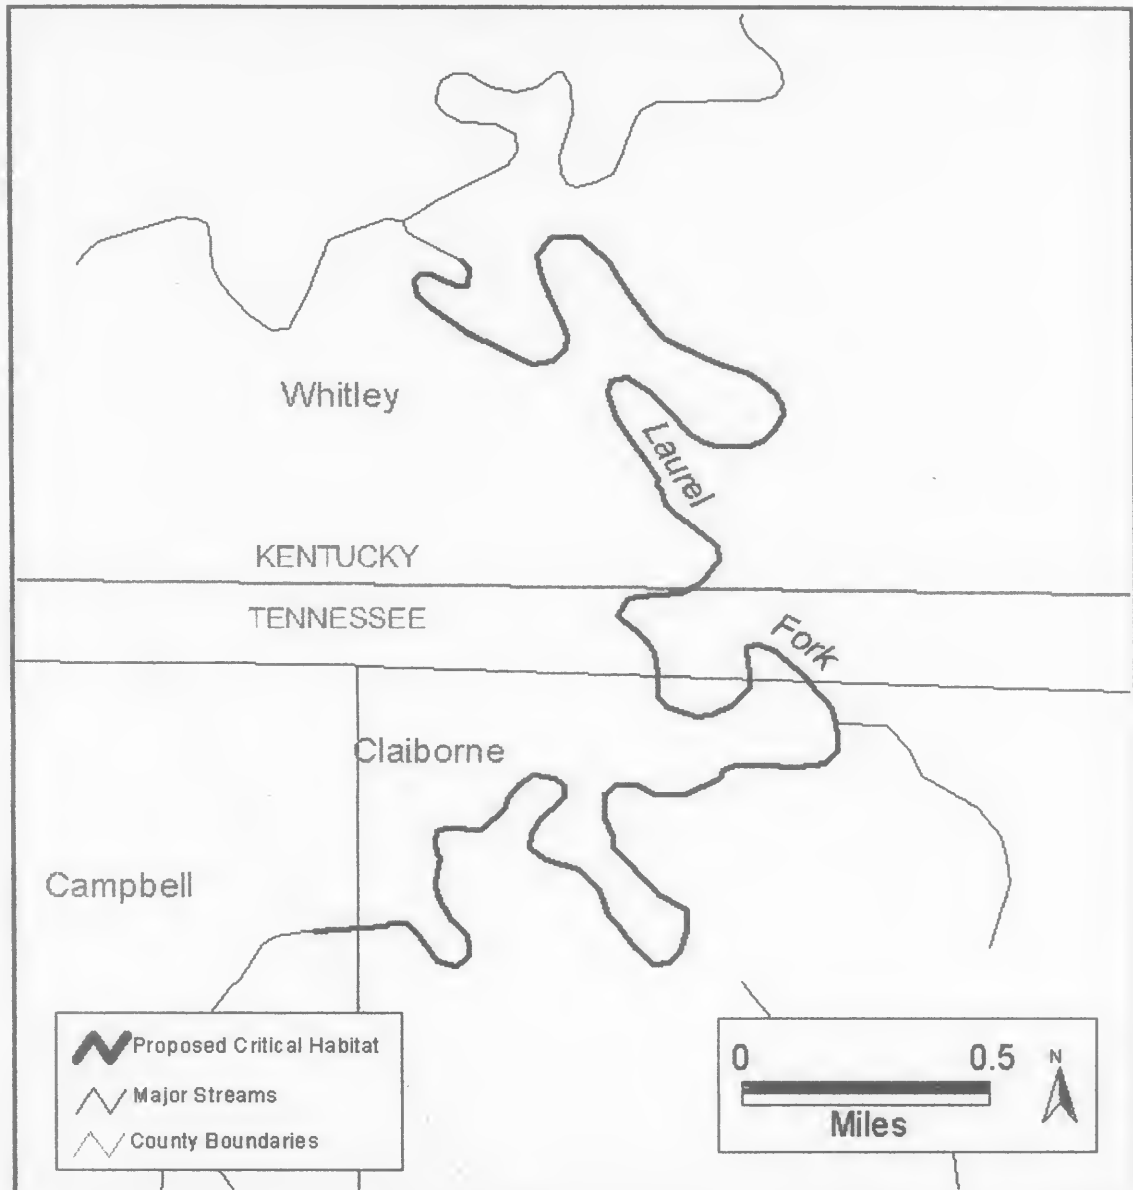 Whitley
Laurel
KENTUCKY
TENNESSEE
Fork
Claiborne
Campbell
Proposed Critical Habitat
Major Streams
County Boundaries
0 0.5
N
Miles